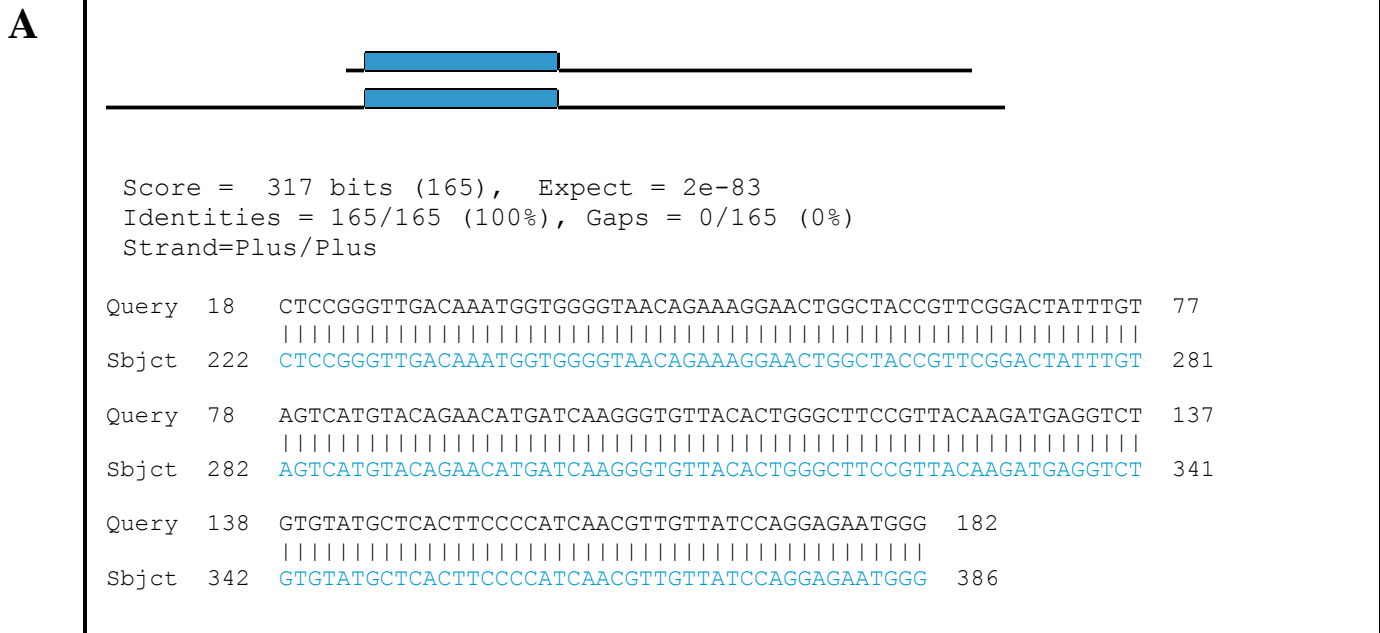 A
Score =  317 bits (165),  Expect = 2e-83
Identities = 165/165 (100%), Gaps = 0/165 (0%)
Strand=Plus/Plus
Query  18   CTCCGGGTTGACAAATGGTGGGGTAACAGAAAGGAACTGGCTACCGTTCGGACTATTTGT  77
||||||||||||||||||||||||||||||||||||||||||||||||||||||||||||
Sbjct  222  CTCCGGGTTGACAAATGGTGGGGTAACAGAAAGGAACTGGCTACCGTTCGGACTATTTGT  281
Query  78   AGTCATGTACAGAACATGATCAAGGGTGTTACACTGGGCTTCCGTTACAAGATGAGGTCT  137
||||||||||||||||||||||||||||||||||||||||||||||||||||||||||||
Sbjct  282  AGTCATGTACAGAACATGATCAAGGGTGTTACACTGGGCTTCCGTTACAAGATGAGGTCT  341
Query  138  GTGTATGCTCACTTCCCCATCAACGTTGTTATCCAGGAGAATGGG  182
|||||||||||||||||||||||||||||||||||||||||||||
Sbjct  342  GTGTATGCTCACTTCCCCATCAACGTTGTTATCCAGGAGAATGGG  386